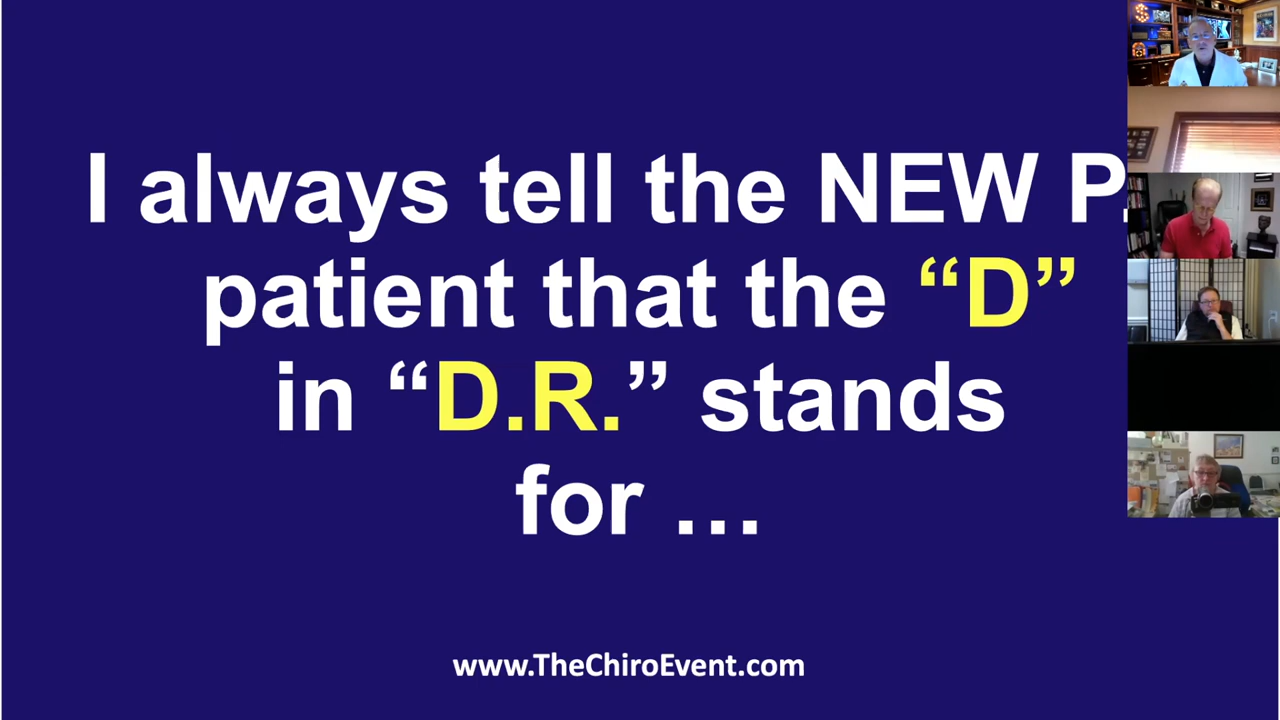 I always tell the NEW P.
patient that the “D”
in “D.R.” stands
for …
www.TheChiroEvent.com